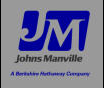 JM
Johns Manville
A Berkshire Hathaway Company